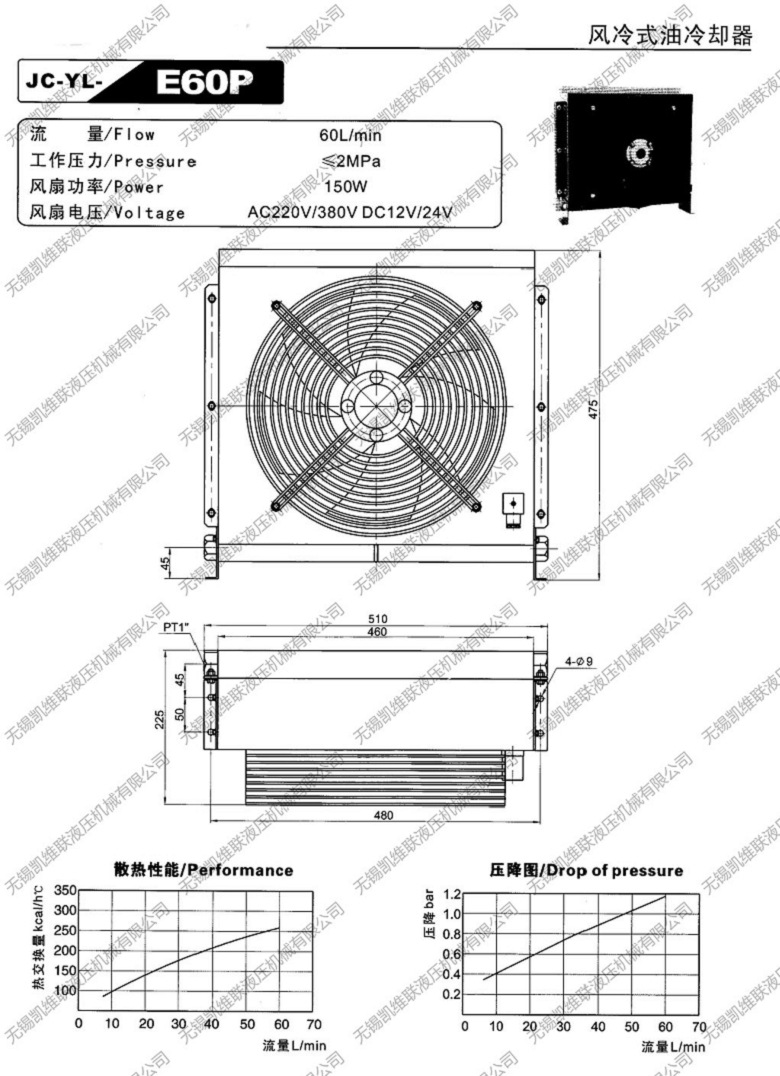 风冷式油冷却器
JC-YL- E60P
流 量/Flow 60L/min
工作压力/Pressure ≤2MPa
风扇功率/Power 150W
风扇电压/Voltage AC220V/380V DC12V/24V
475
45
510
PT1"
460
4-Ø9
45
50
225
480
散热性能/Performance
热交换量 kcal/h℃
350
300
250
200
150
100
0 10 20 30 40 50 60 70
流量L/min
压降图/Drop of pressure
压降 bar
1.2
1.0
0.8
0.6
0.4
0.2
0 10 20 30 40 50 60 70
流量L/min
无锡凯维联液压机械有限公司